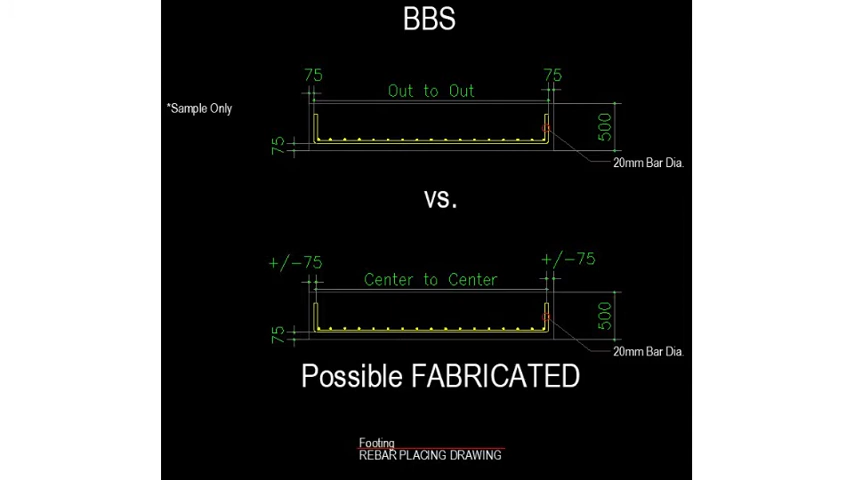 BBS
75
75
Out to Out
*Sample Only
500
75
20mm Bar Dia.
vs.
+/-75
+/-75
Center to Center
500
75
20mm Bar Dia.
Possible FABRICATED
Footing
REBAR PLACING DRAWING